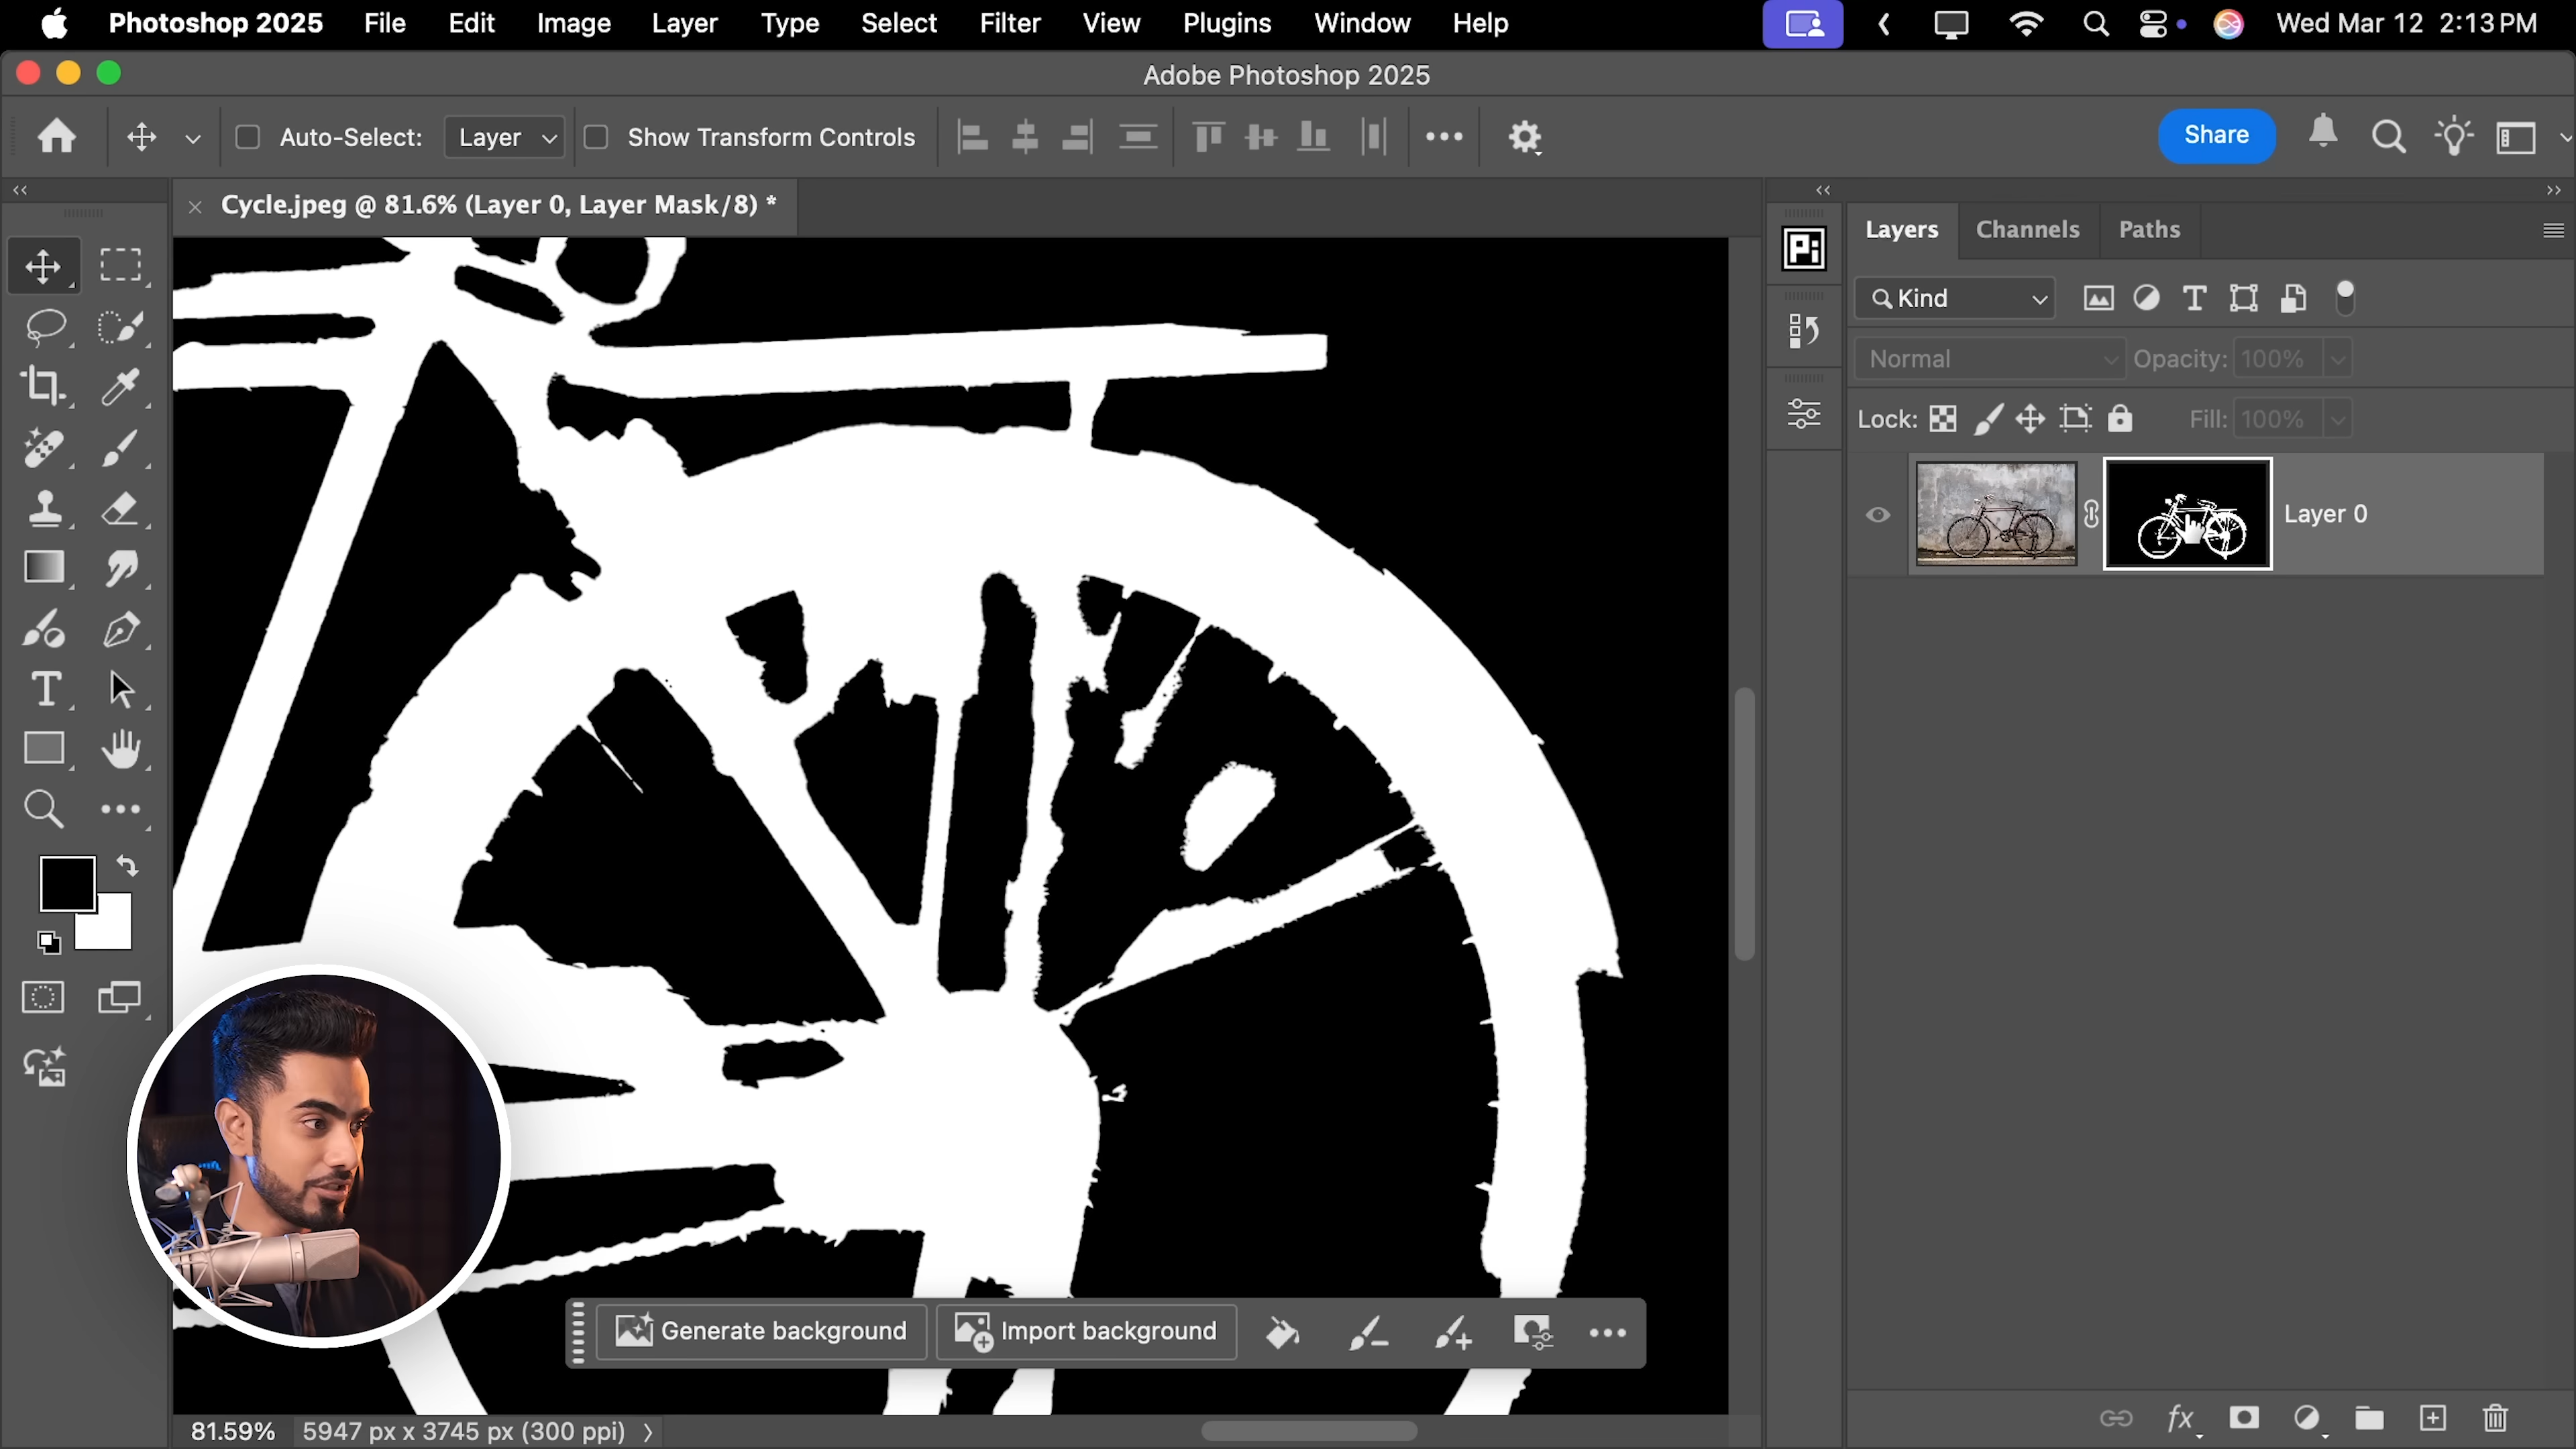 Photoshop 2025 File Edit Image Layer Type Select Filter View Plugins Window Help Wed Mar 12 2:13 PM
Adobe Photoshop 2025
Auto-Select: Layer Show Transform Controls Share
Cycle.jpeg @ 81.6% (Layer 0, Layer Mask/8) *
Pi
Layers Channels Paths
Kind
Normal Opacity: 100%
Lock: Fill: 100%
Layer 0
Generate background Import background
81.59% 5947 px x 3745 px (300 ppi)
fx